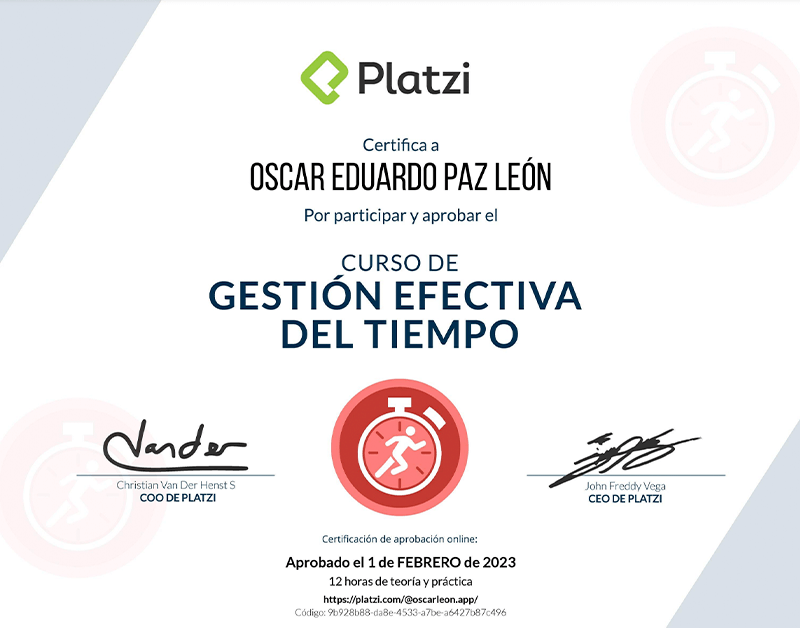 Platzi
Certifica a
OSCAR EDUARDO PAZ LEÓN
Por participar y aprobar el
CURSO DE
GESTIÓN EFECTIVA
DEL TIEMPO
Vander
Christian Van Der Henst S
COO DE PLATZI
John Freddy Vega
CEO DE PLATZI
Certificación de aprobación online:
Aprobado el 1 de FEBRERO de 2023
12 horas de teoría y práctica
https://platzi.com/@oscarleon.app/
Código: 9b928b88-da8e-4533-a7be-a6427b87c496